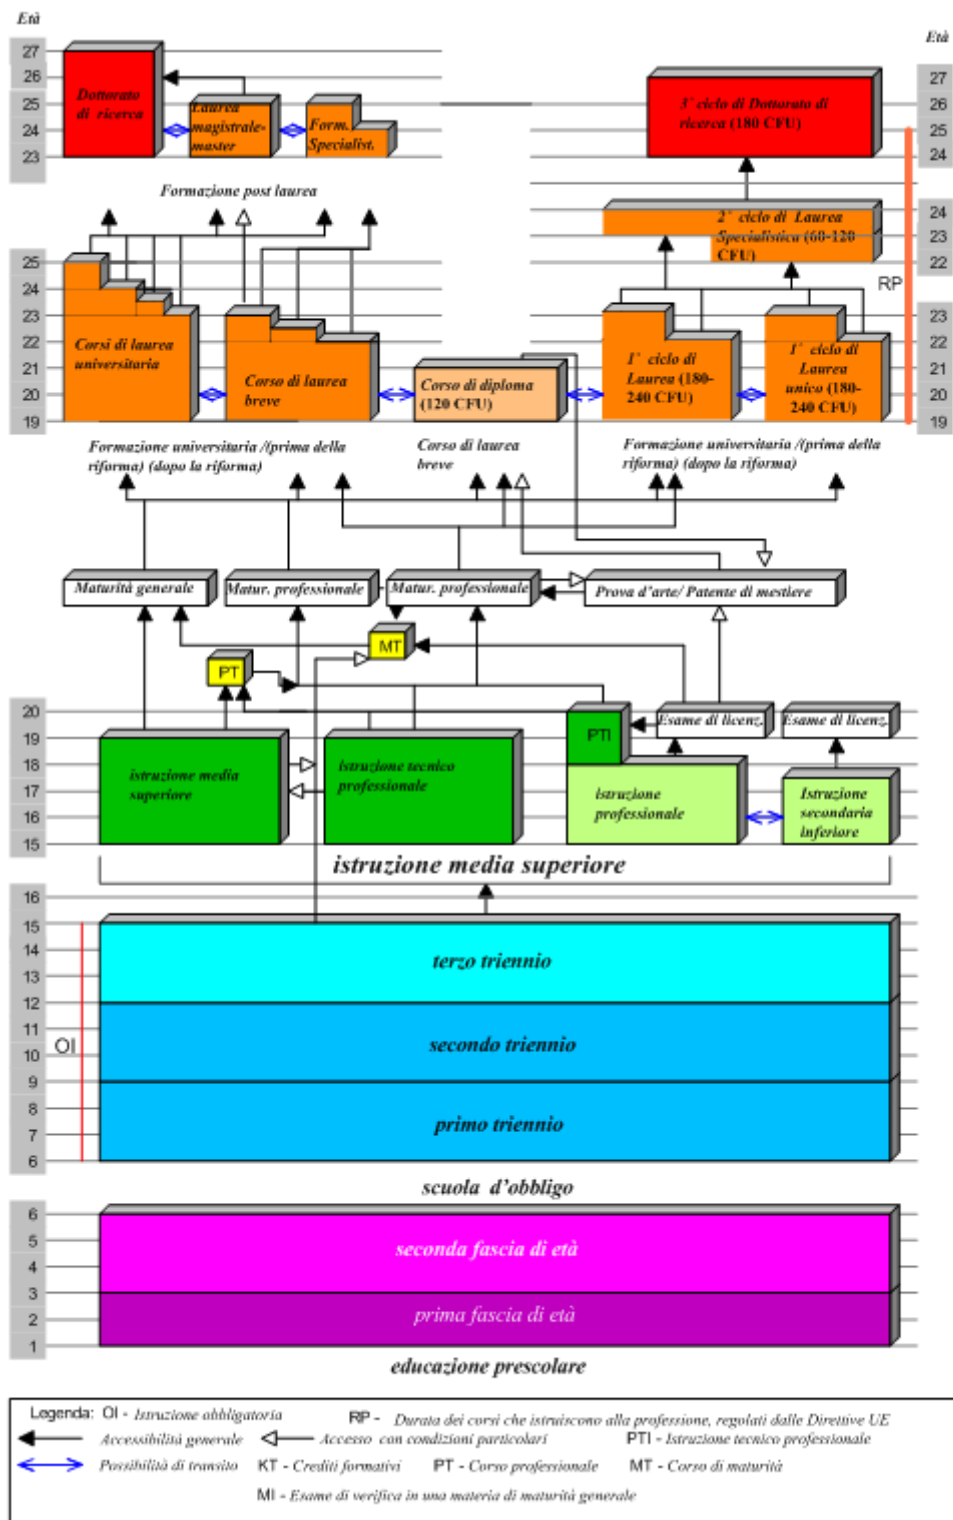 Età
Età
27
26
25
24
23
Dottorato
di ricerca
Laurea
magistrale-
master
Form.
Specialist.
3° ciclo di Dottorato di
ricerca (180 CFU)
27
26
25
24
Formazione post laurea
2° ciclo di Laurea
Specialistica (60-120
CFU)
24
23
22
RP
25
24
23
22
21
20
19
Corsi di laurea
universitaria
Corso di laurea
breve
Corso di diploma
(120 CFU)
1° ciclo di
Laurea (180-
240 CFU)
1° ciclo di
Laurea
unico (180-
240 CFU)
23
22
21
20
19
Formazione universitaria /(prima della
riforma) (dopo la riforma)
Corso di laurea
breve
Formazione universitaria /(prima della
riforma) (dopo la riforma)
Maturità generale
Matur. professionale
Matur. professionale
Prova d'arte/ Patente di mestiere
MT
PT
20
19
18
17
16
15
istruzione media
superiore
istruzione tecnico
professionale
PTI
Esame di licenz.
Esame di licenz.
istruzione
professionale
Istruzione
secondaria
inferiore
istruzione media superiore
16
15
14
13
12
11
10
9
8
7
6
OI
terzo triennio
secondo triennio
primo triennio
scuola d'obbligo
6
5
4
3
2
1
seconda fascia di età
prima fascia di età
educazione prescolare
Legenda: OI - Istruzione obbligatoria RP - Durata dei corsi che istruiscono alla professione, regolati dalle Direttive UE
Accessibilità generale Accesso con condizioni particolari PTI - Istruzione tecnico professionale
Possibilità di transito KT - Crediti formativi PT - Corso professionale MT - Corso di maturità
MI - Esame di verifica in una materia di maturità generale